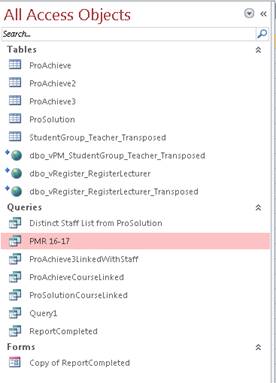 All Access Objects
Search...
Tables
ProAchieve
ProAchieve2
ProAchieve3
ProSolution
StudentGroup_Teacher_Transposed
dbo_vPM_StudentGroup_Teacher_Transposed
dbo_vRegister_RegisterLecturer
dbo_vRegister_RegisterLecturer_Transposed
Queries
Distinct Staff List from ProSolution
PMR 16-17
ProAchieve3LinkedWithStaff
ProAchieveCourseLinked
ProSolutionCourseLinked
Query1
ReportCompleted
Forms
Copy of ReportCompleted